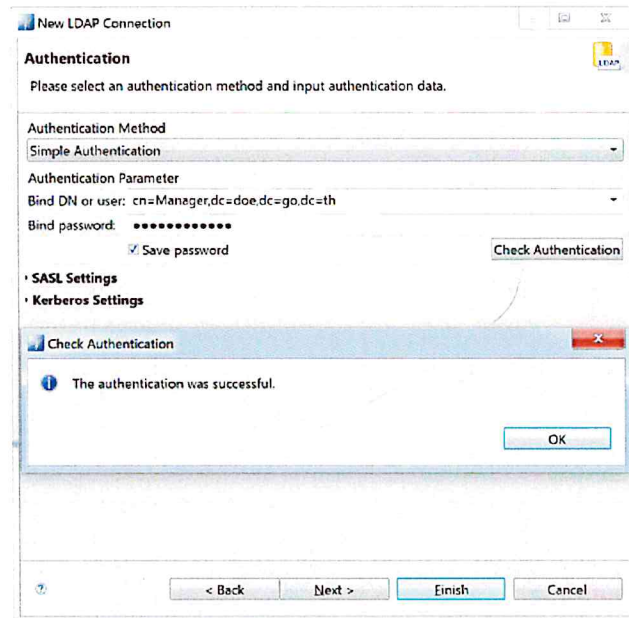 New LDAP Connection
Authentication
LDAP
Please select an authentication method and input authentication data.
Authentication Method
Simple Authentication
Authentication Parameter
Bind DN or user: cn=Manager,dc=doe,dc=go,dc=th
Bind password: ●●●●●●●●●●●●
Save password
Check Authentication
SASL Settings
Kerberos Settings
Check Authentication
The authentication was successful.
OK
< Back
Next >
Finish
Cancel